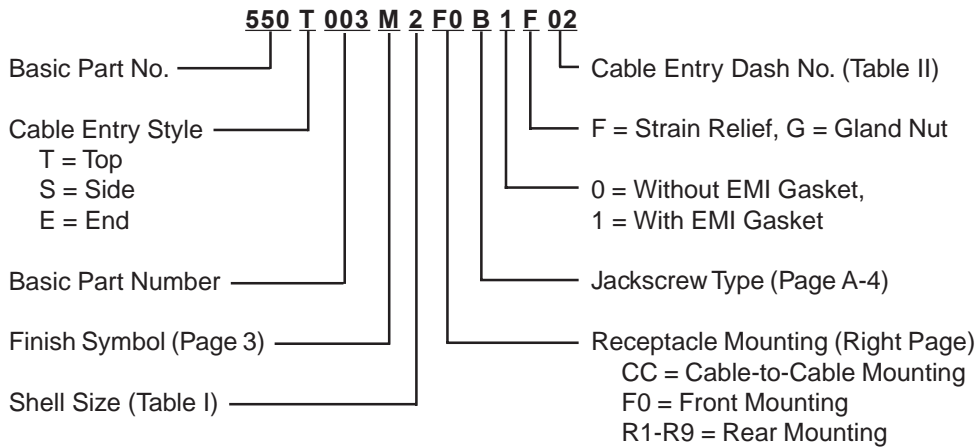 550 T 003 M 2 F0 B 1 F 02
Basic Part No.
Cable Entry Style
T = Top
S = Side
E = End
Basic Part Number
Finish Symbol (Page 3)
Shell Size (Table I)
Cable Entry Dash No. (Table II)
F = Strain Relief, G = Gland Nut
0 = Without EMI Gasket,
1 = With EMI Gasket
Jackscrew Type (Page A-4)
Receptacle Mounting (Right Page)
CC = Cable-to-Cable Mounting
F0 = Front Mounting
R1-R9 = Rear Mounting